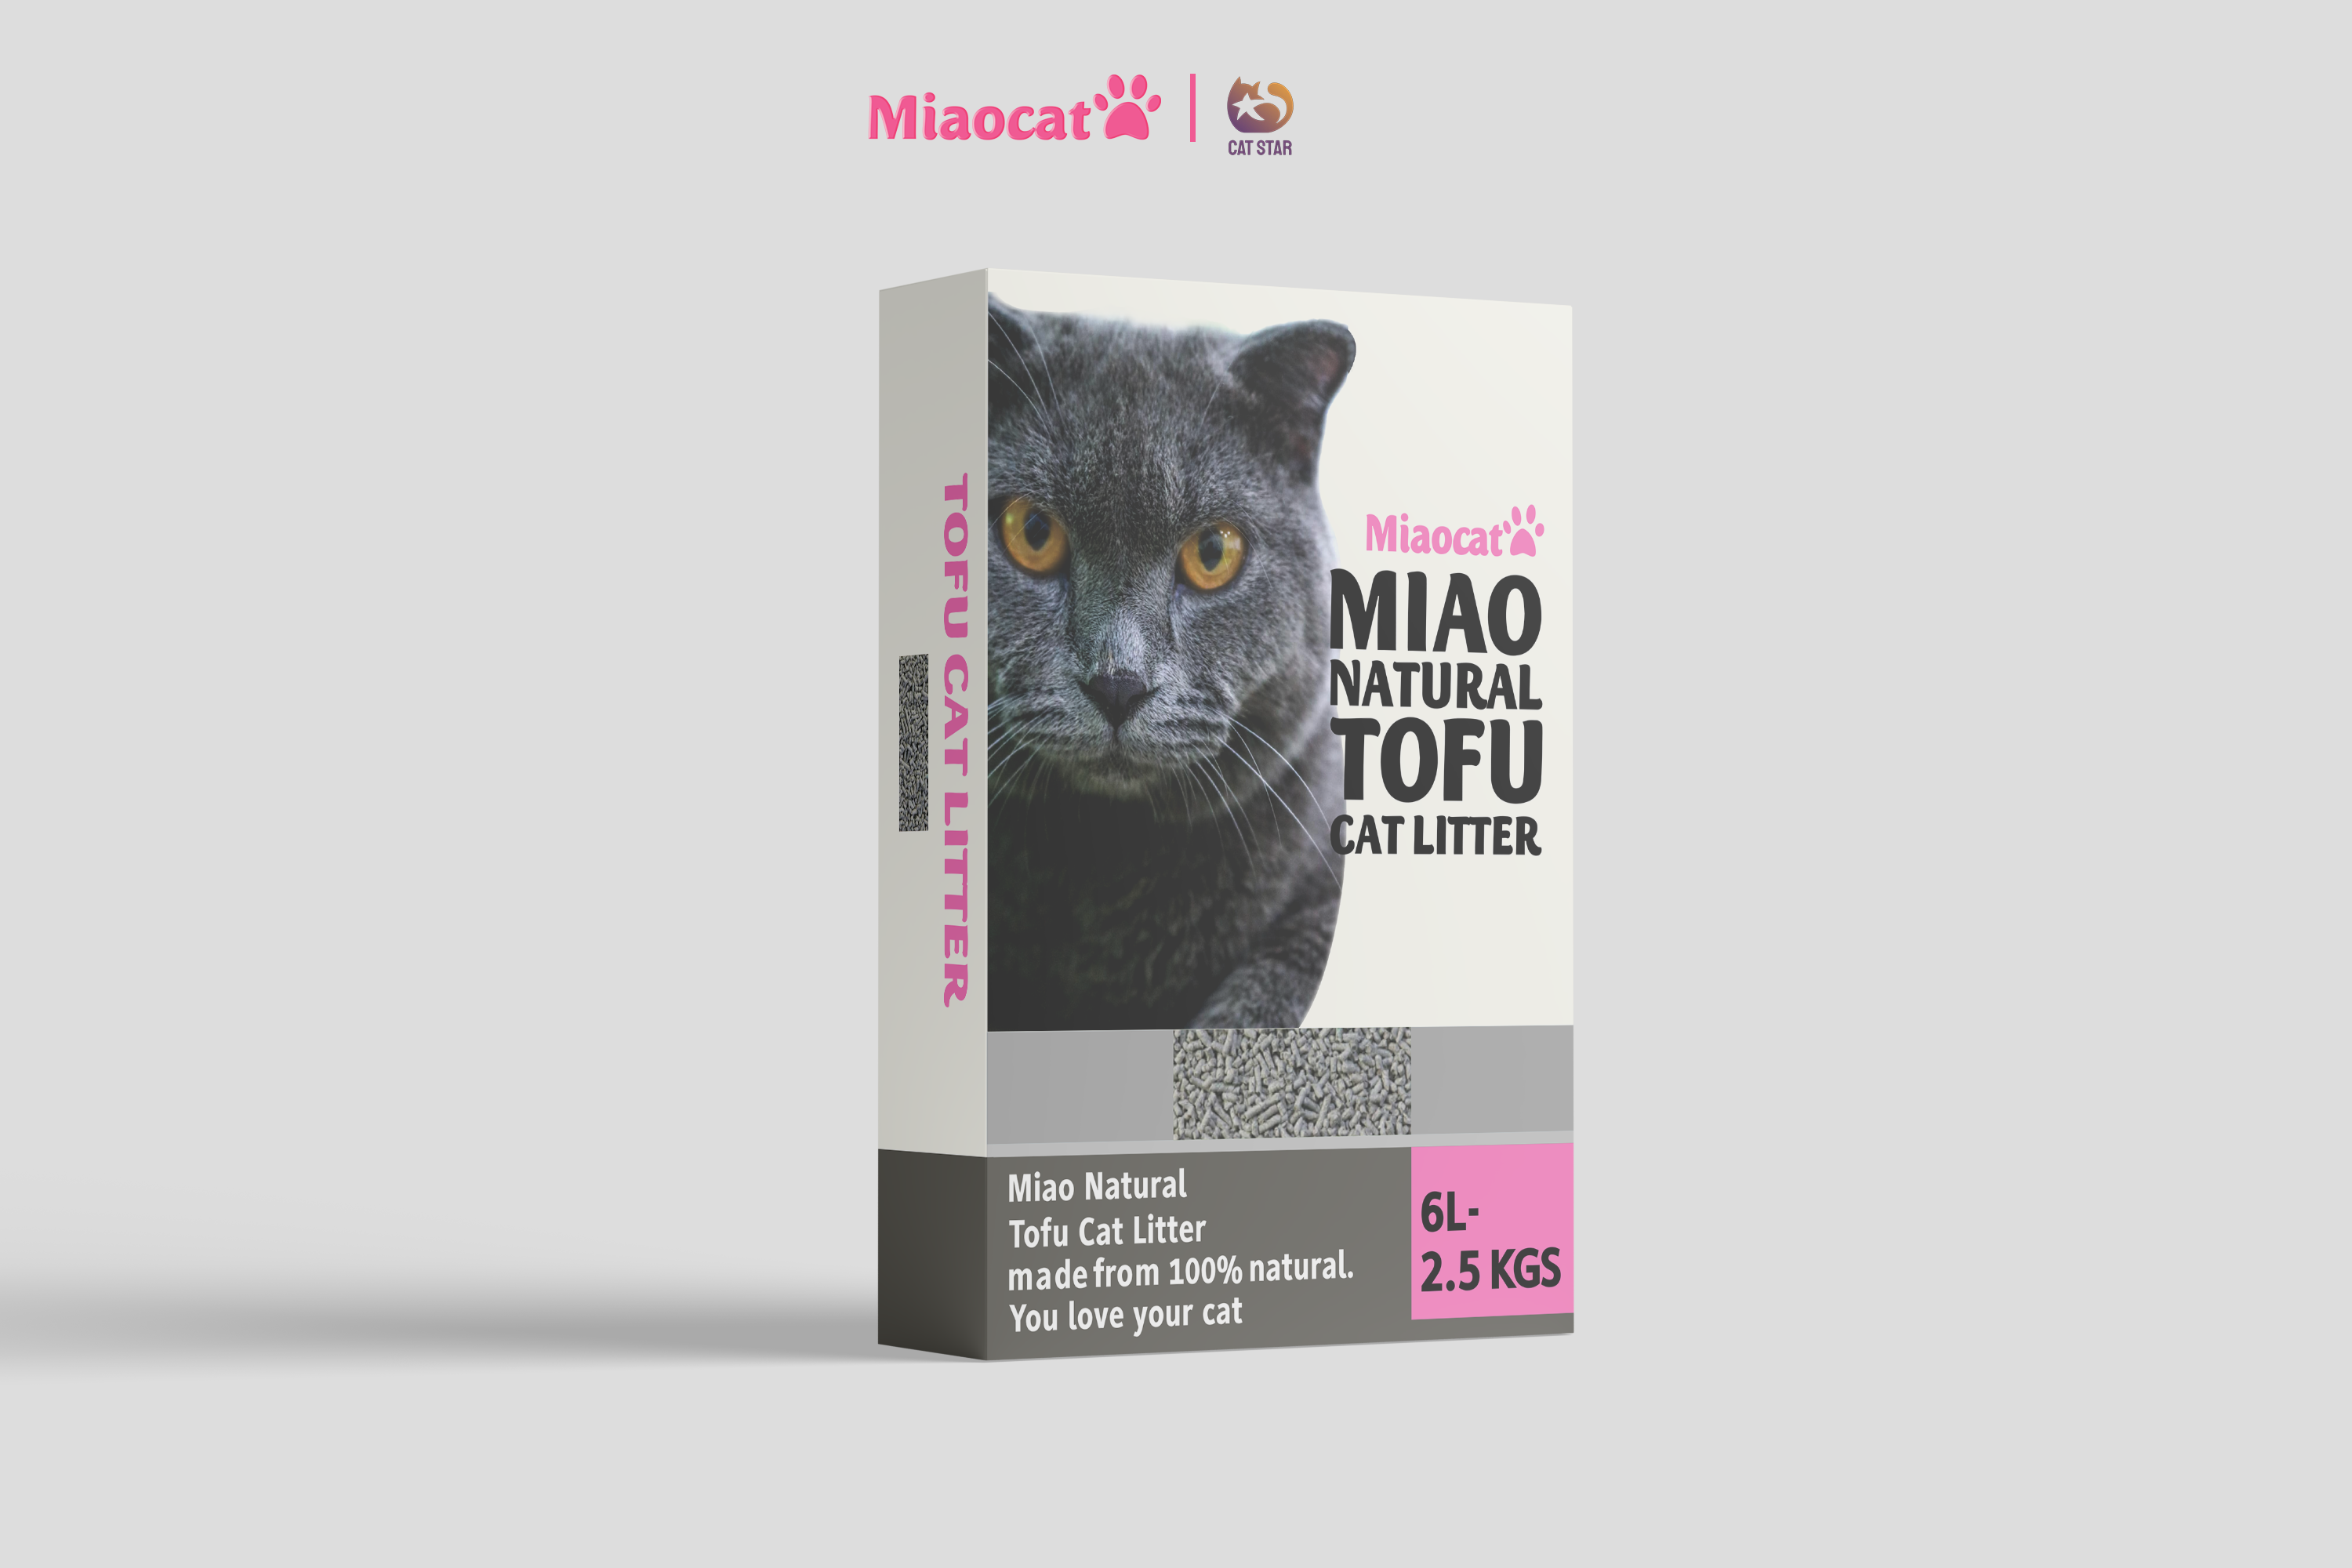 Miaocat
CAT STAR
TOFU CAT LITTER
Miaocat
MIAO
NATURAL
TOFU
CAT LITTER
Miao Natural
Tofu Cat Litter
made from 100% natural.
You love your cat
6L-
2.5 KGS